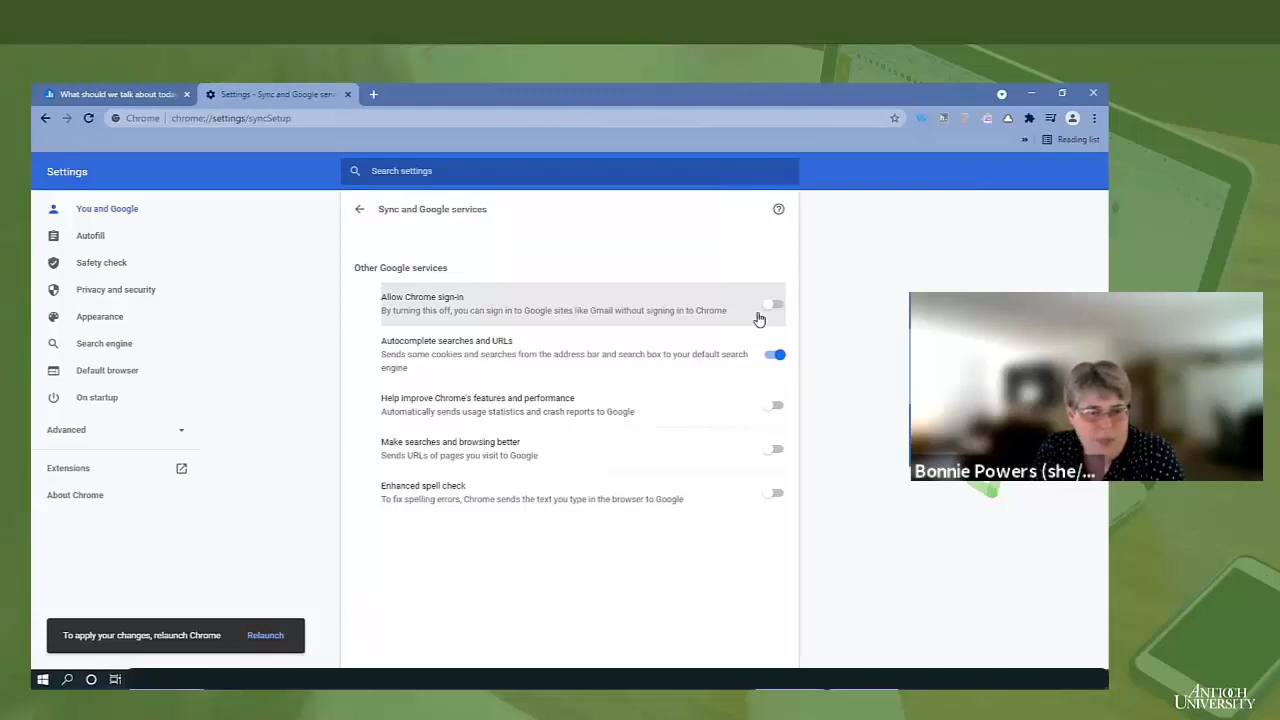 What should we talk about toda
Settings - Sync and Google serv
Chrome
chrome://settings/syncSetup
Reading list
Settings
Search settings
You and Google
Autofill
Safety check
Privacy and security
Appearance
Search engine
Default browser
On startup
Advanced
Extensions
About Chrome
Sync and Google services
Other Google services
Allow Chrome sign-in
By turning this off, you can sign in to Google sites like Gmail without signing in to Chrome
Autocomplete searches and URLs
Sends some cookies and searches from the address bar and search box to your default search
engine
Help improve Chrome's features and performance
Automatically sends usage statistics and crash reports to Google
Make searches and browsing better
Sends URLs of pages you visit to Google
Enhanced spell check
To fix spelling errors, Chrome sends the text you type in the browser to Google
To apply your changes, relaunch Chrome
Relaunch
Bonnie Powers (she/...
ANTIOCH
UNIVERSITY